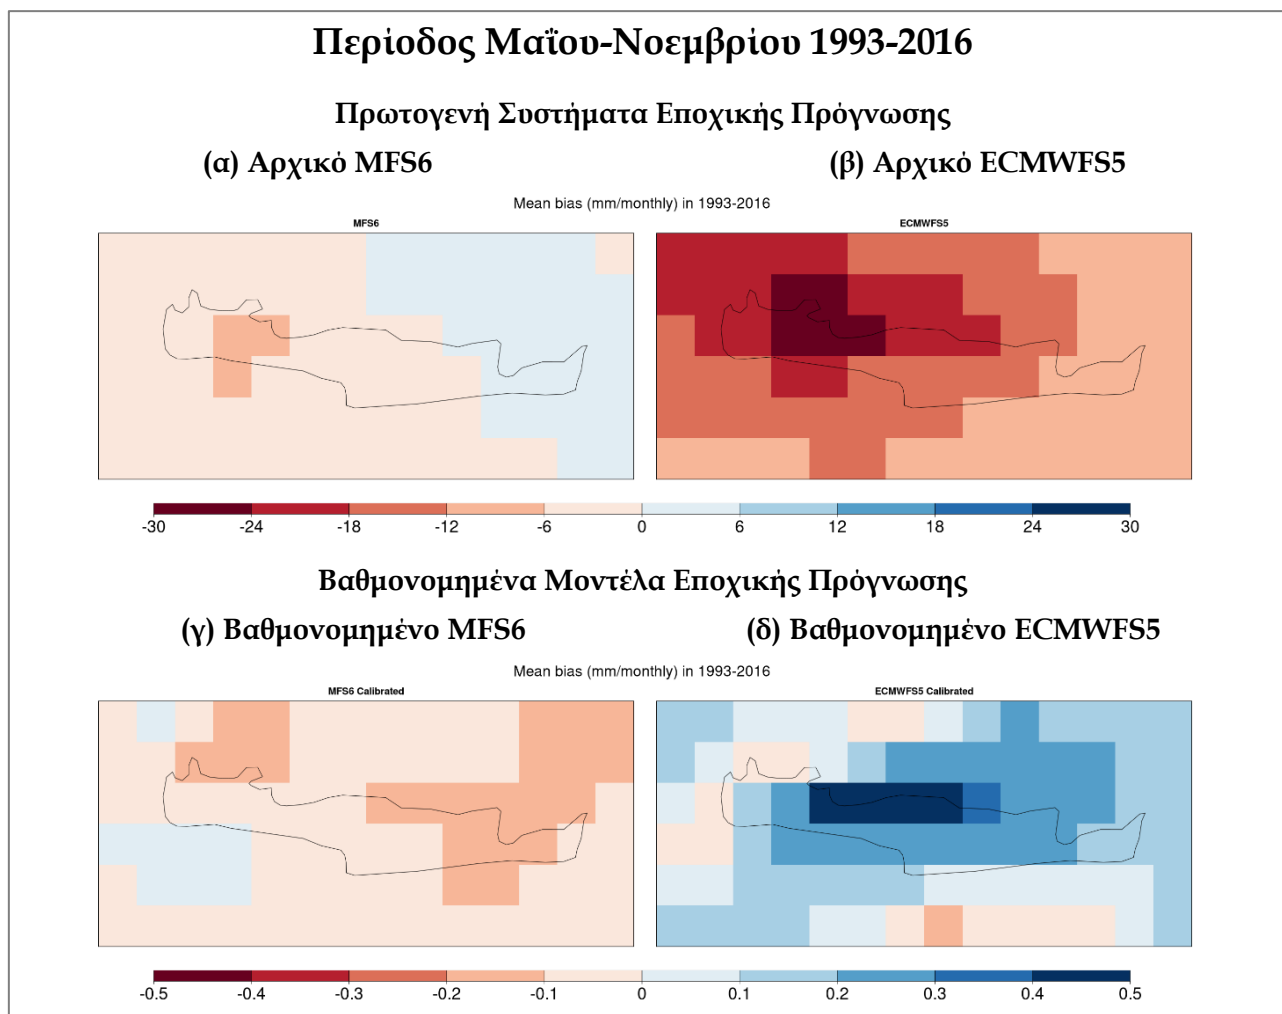 Περίοδος Μαΐου-Νοεμβρίου 1993-2016
Πρωτογενή Συστήματα Εποχικής Πρόγνωσης
(α) Αρχικό MFS6 (β) Αρχικό ECMWFS5
Mean bias (mm/monthly) in 1993-2016
MFS6 ECMWFS5
-30 -24 -18 -12 -6 0 6 12 18 24 30
Βαθμονομημένα Μοντέλα Εποχικής Πρόγνωσης
(γ) Βαθμονομημένο MFS6 (δ) Βαθμονομημένο ECMWFS5
Mean bias (mm/monthly) in 1993-2016
MFS6 Calibrated ECMWFS5 Calibrated
-0.5 -0.4 -0.3 -0.2 -0.1 0 0.1 0.2 0.3 0.4 0.5